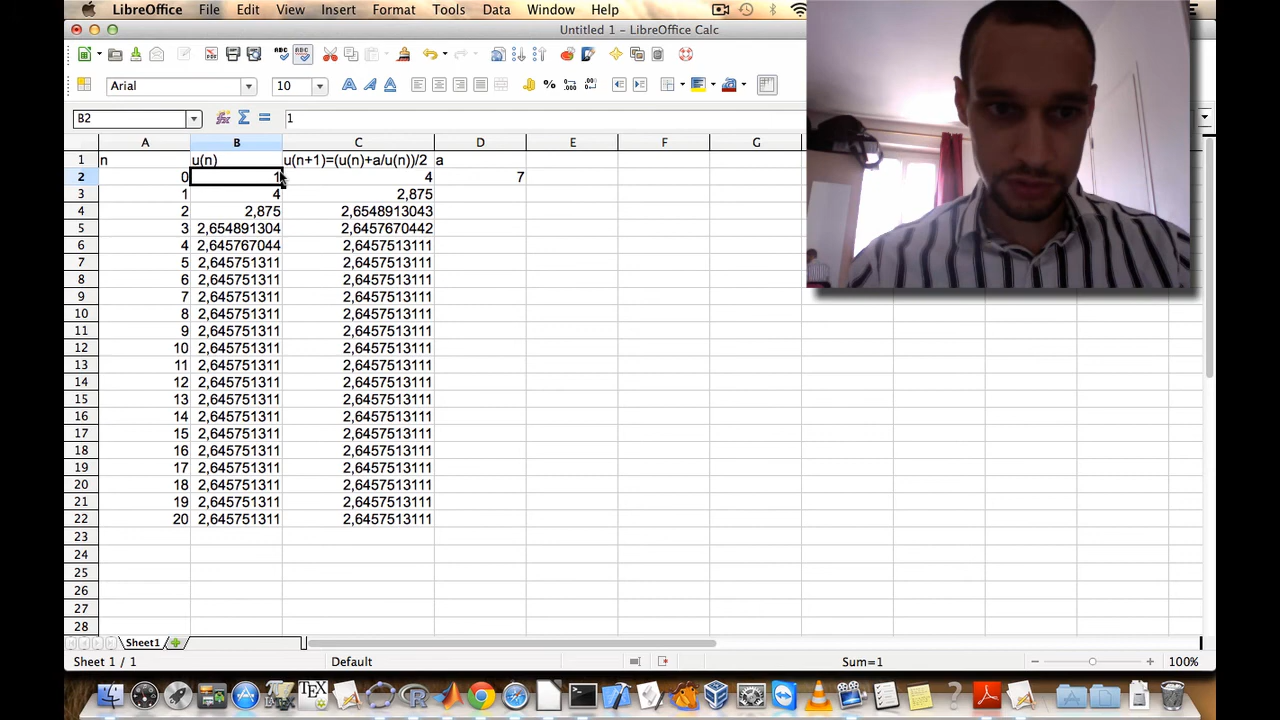 LibreOffice File Edit View Insert Format Tools Data Window Help
Untitled 1 - LibreOffice Calc
Arial 10
B2 1
A B C D E F G
1 n u(n) u(n+1)=(u(n)+a/u(n))/2 a
2 0 1 4 7
3 1 4 2,875
4 2 2,875 2,6548913043
5 3 2,654891304 2,6457670442
6 4 2,645767044 2,6457513111
7 5 2,645751311 2,6457513111
8 6 2,645751311 2,6457513111
9 7 2,645751311 2,6457513111
10 8 2,645751311 2,6457513111
11 9 2,645751311 2,6457513111
12 10 2,645751311 2,6457513111
13 11 2,645751311 2,6457513111
14 12 2,645751311 2,6457513111
15 13 2,645751311 2,6457513111
16 14 2,645751311 2,6457513111
17 15 2,645751311 2,6457513111
18 16 2,645751311 2,6457513111
19 17 2,645751311 2,6457513111
20 18 2,645751311 2,6457513111
21 19 2,645751311 2,6457513111
22 20 2,645751311 2,6457513111
23
24
25
26
27
28
Sheet1
Sheet 1 / 1 Default Sum=1 100%